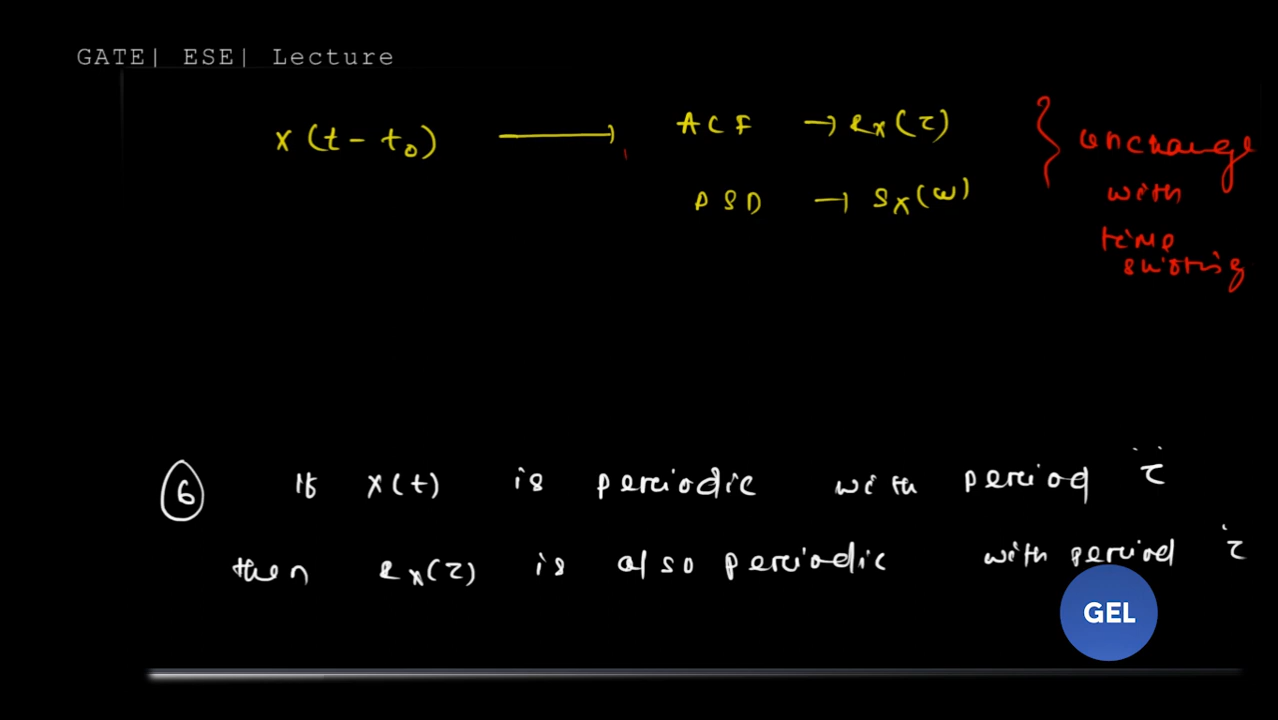 GATE| ESE| Lecture
X(t-t₀) ⟶ ACF → Rx(τ) } unchange
PSD → Sx(ω) with
time
shifting
⑥ If X(t) is periodic with period "τ
then Rx(τ) is also periodic with period "τ
GEL